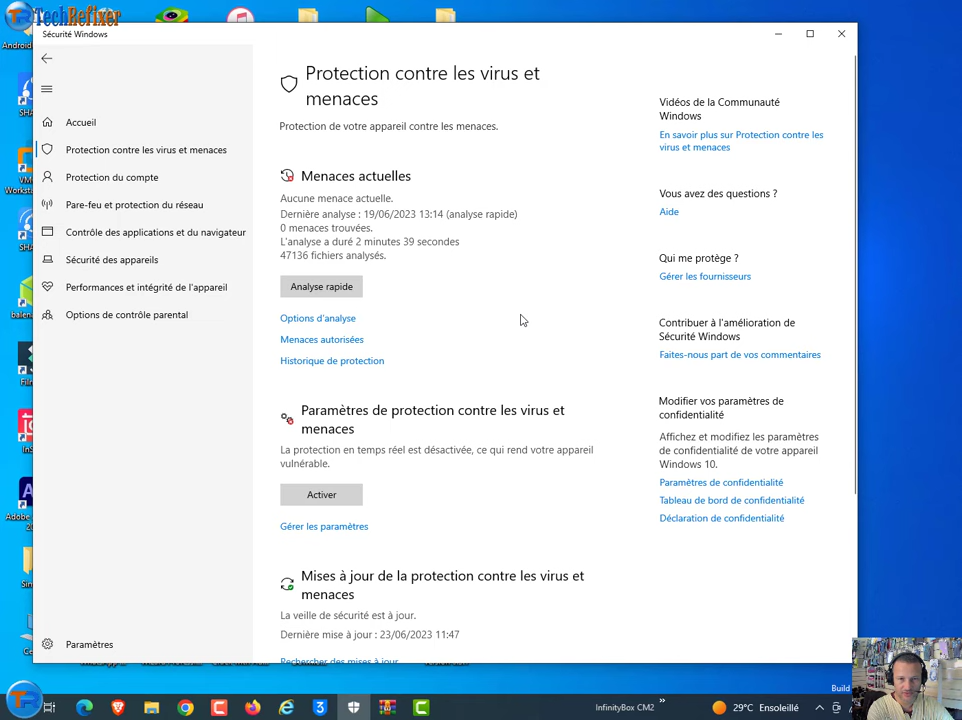 TechRefixer
Sécurité Windows
Protection contre les virus et
menaces
Protection de votre appareil contre les menaces.
Accueil
Protection contre les virus et menaces
Protection du compte
Pare-feu et protection du réseau
Contrôle des applications et du navigateur
Sécurité des appareils
Performances et intégrité de l'appareil
Options de contrôle parental
Paramètres
Menaces actuelles
Aucune menace actuelle.
Dernière analyse : 19/06/2023 13:14 (analyse rapide)
0 menaces trouvées.
L'analyse a duré 2 minutes 39 secondes
47136 fichiers analysés.
Analyse rapide
Options d'analyse
Menaces autorisées
Historique de protection
Paramètres de protection contre les virus et
menaces
La protection en temps réel est désactivée, ce qui rend votre appareil
vulnérable.
Activer
Gérer les paramètres
Mises à jour de la protection contre les virus et
menaces
La veille de sécurité est à jour.
Dernière mise à jour : 23/06/2023 11:47
Rechercher des mises à jour
Vidéos de la Communauté
Windows
En savoir plus sur Protection contre les
virus et menaces
Vous avez des questions ?
Aide
Qui me protège ?
Gérer les fournisseurs
Contribuer à l'amélioration de
Sécurité Windows
Faites-nous part de vos commentaires
Modifier vos paramètres de
confidentialité
Affichez et modifiez les paramètres
de confidentialité de votre appareil
Windows 10.
Paramètres de confidentialité
Tableau de bord de confidentialité
Déclaration de confidentialité
Android
Adobe
Build
InfinityBox CM2
29°C Ensoleillé